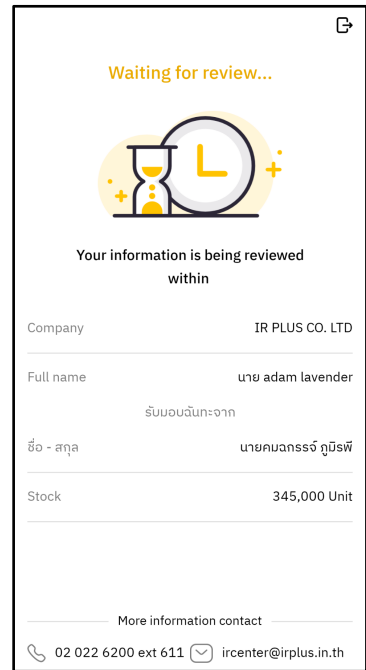 Waiting for review...
Your information is being reviewed
within
Company IR PLUS CO. LTD
Full name นาย adam lavender
รับมอบฉันทะจาก
ชื่อ - สกุล นายคมฉกรรจ์ ภูมิรพี
Stock 345,000 Unit
More information contact
02 022 6200 ext 611 ircenter@irplus.in.th